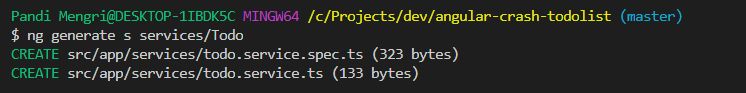 Pandi Mengri@DESKTOP-1IBDK5C MINGW64 /c/Projects/dev/angular-crash-todolist (master)
$ ng generate s services/Todo
CREATE src/app/services/todo.service.spec.ts (323 bytes)
CREATE src/app/services/todo.service.ts (133 bytes)